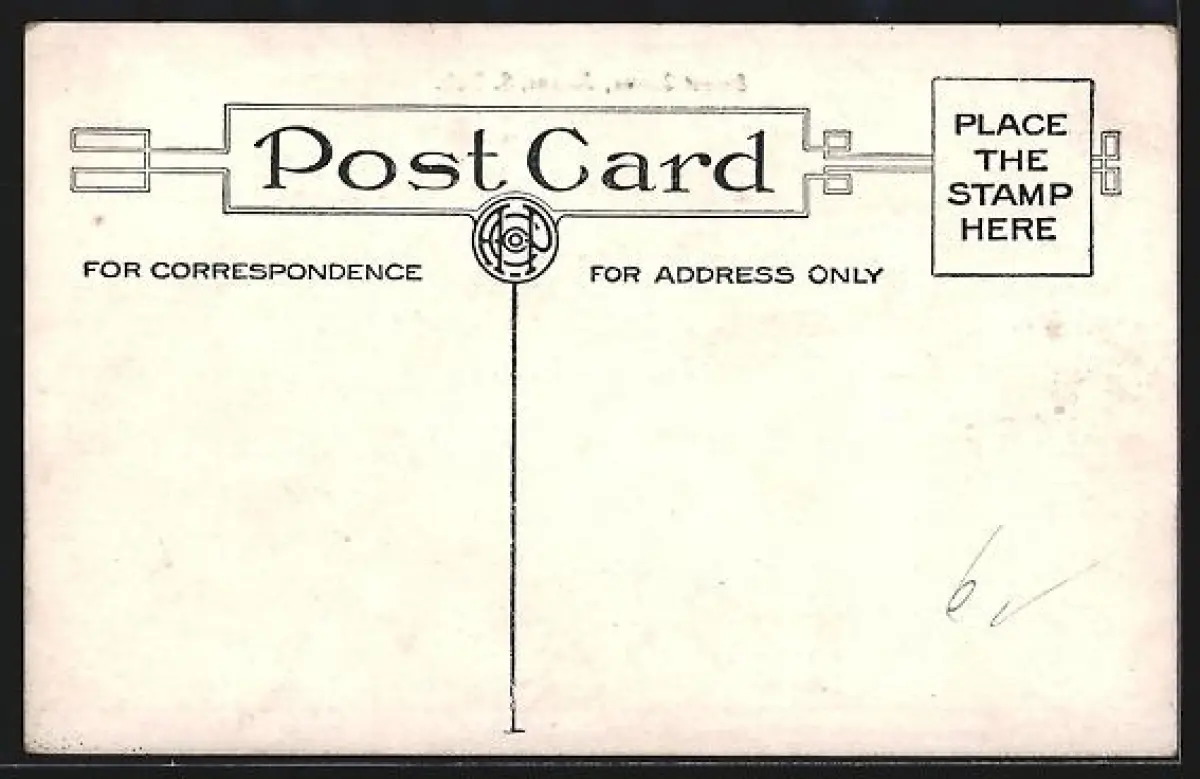 Post Card
PLACE
THE
STAMP
HERE
FOR CORRESPONDENCE
FOR ADDRESS ONLY
6